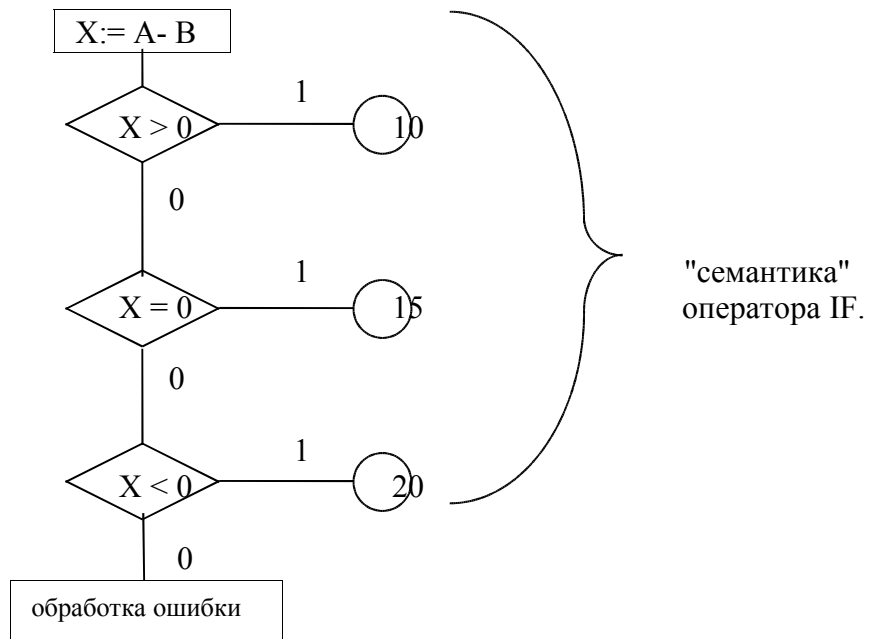 X:= A- B
1
X > 0
10
0
1
X = 0
15
"семантика"
оператора IF.
0
1
X < 0
20
0
обработка ошибки